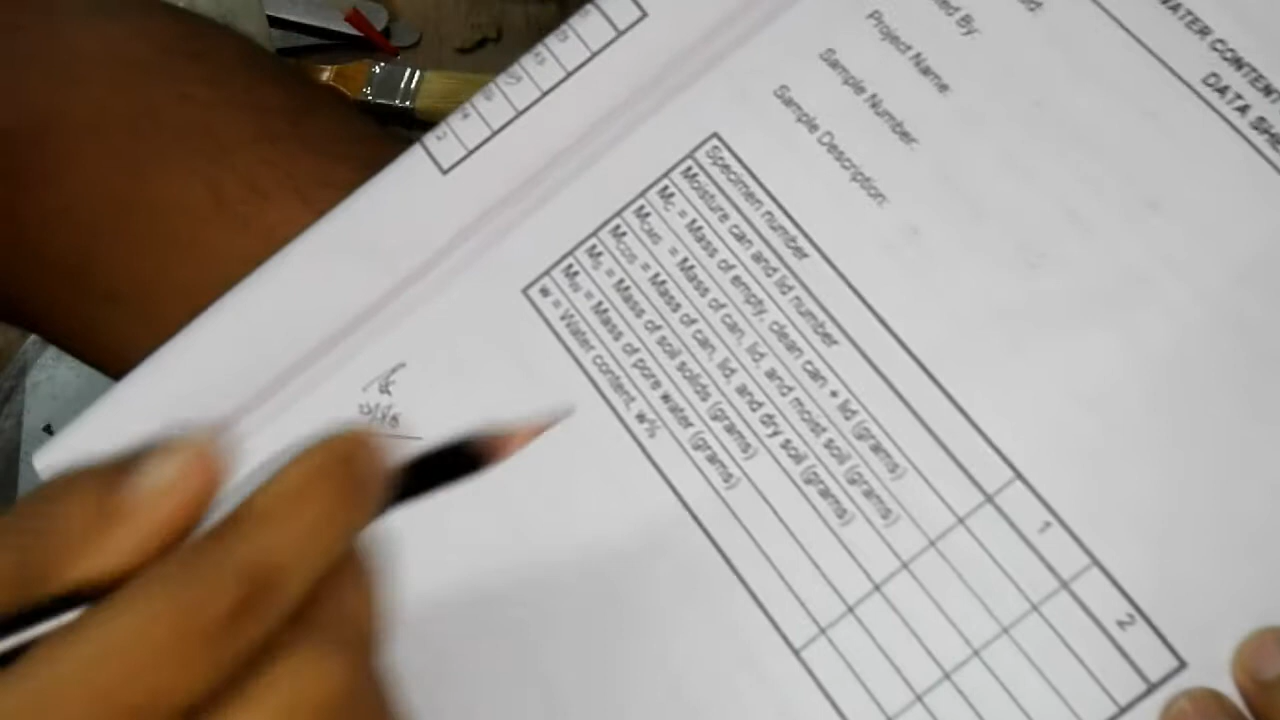 WATER CONTENT
DATA SHE
ed By:
Project Name:
Sample Number:
Sample Description:
Specimen number 1 2
Moisture can and lid number
MC = Mass of empty, clean can + lid (grams)
MCMS = Mass of can, lid, and moist soil (grams)
MCDS = Mass of can, lid, and dry soil (grams)
MS = Mass of soil solids (grams)
MW = Mass of pore water (grams)
w = Water content, w%